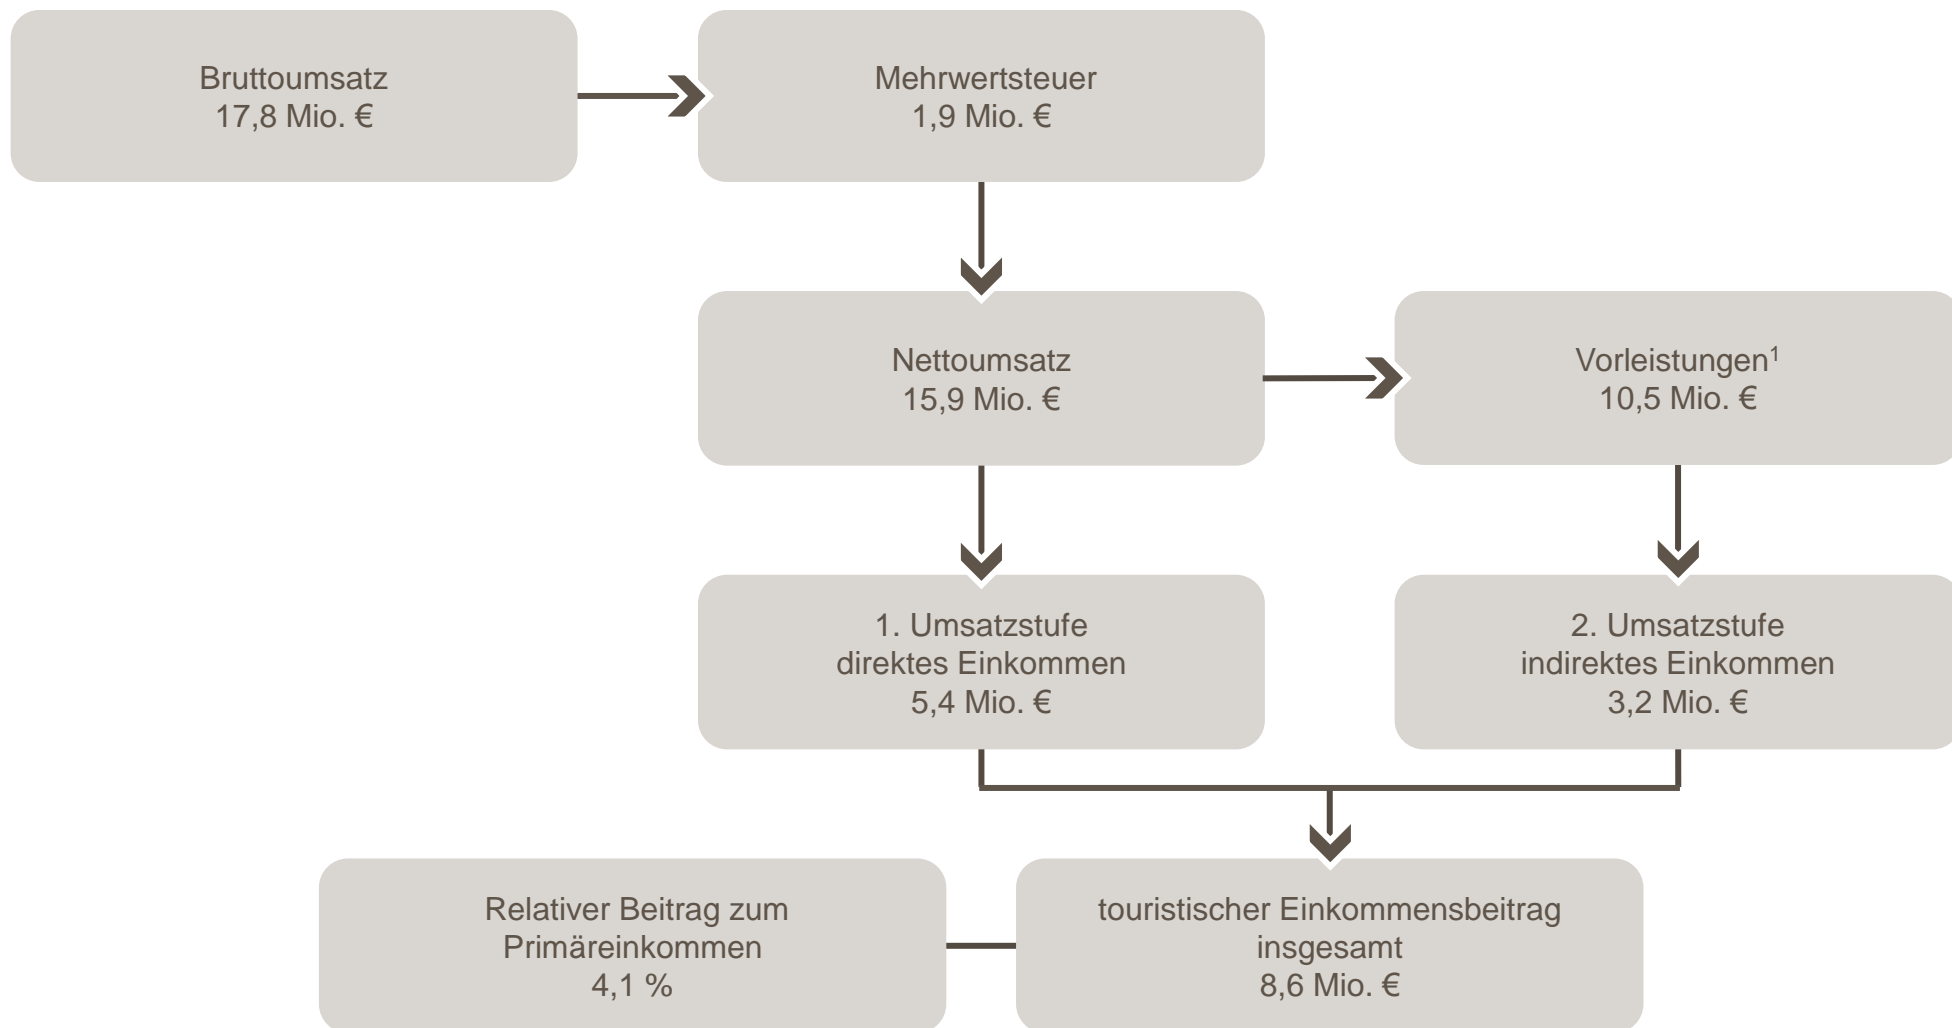 Bruttoumsatz
17,8 Mio. €
Mehrwertsteuer
1,9 Mio. €
Nettoumsatz
15,9 Mio. €
Vorleistungen¹
10,5 Mio. €
1. Umsatzstufe
direktes Einkommen
5,4 Mio. €
2. Umsatzstufe
indirektes Einkommen
3,2 Mio. €
Relativer Beitrag zum
Primäreinkommen
4,1 %
touristischer Einkommensbeitrag
insgesamt
8,6 Mio. €